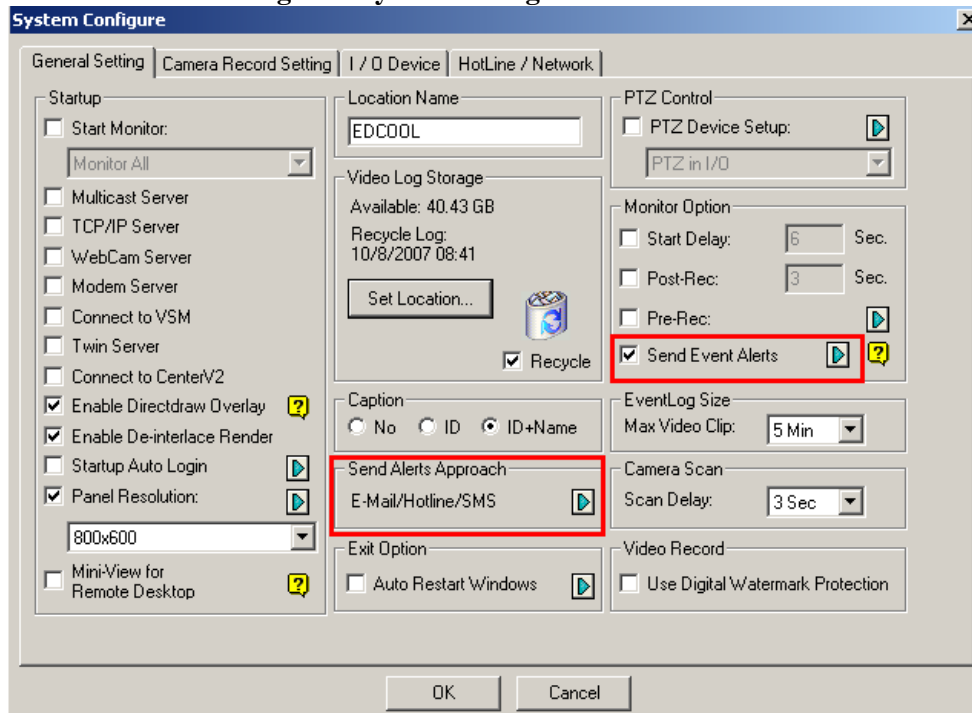 System Configure
General Setting
Camera Record Setting
I / O Device
HotLine / Network
Startup
Start Monitor:
Monitor All
Multicast Server
TCP/IP Server
WebCam Server
Modem Server
Connect to VSM
Twin Server
Connect to CenterV2
Enable Directdraw Overlay
Enable De-interlace Render
Startup Auto Login
Panel Resolution:
800x600
Mini-View for
Remote Desktop
Location Name
EDCOOL
Video Log Storage
Available: 40.43 GB
Recycle Log:
10/8/2007 08:41
Set Location...
Recycle
Caption
No
ID
ID+Name
Send Alerts Approach
E-Mail/Hotline/SMS
Exit Option
Auto Restart Windows
PTZ Control
PTZ Device Setup:
PTZ in I/O
Monitor Option
Start Delay: 6 Sec.
Post-Rec: 3 Sec.
Pre-Rec:
Send Event Alerts
EventLog Size
Max Video Clip: 5 Min
Camera Scan
Scan Delay: 3 Sec
Video Record
Use Digital Watermark Protection
OK
Cancel